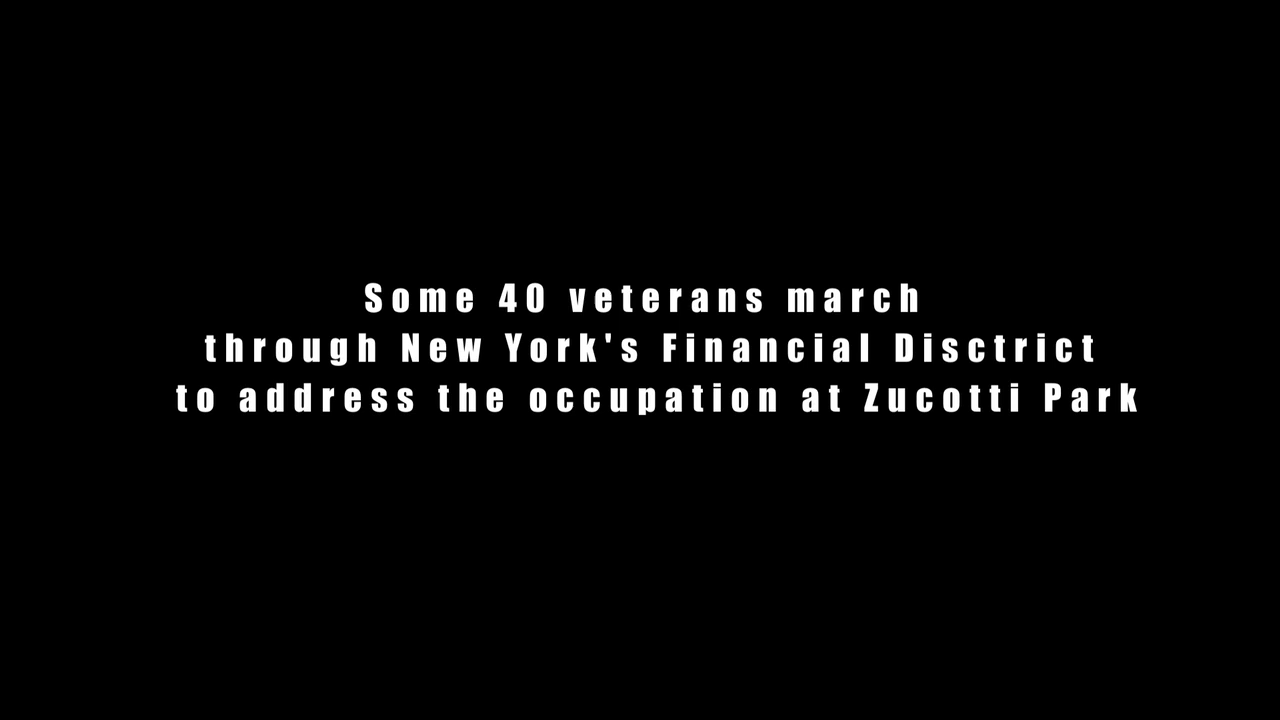 Some 40 veterans march
through New York's Financial Disctrict
to address the occupation at Zucotti Park